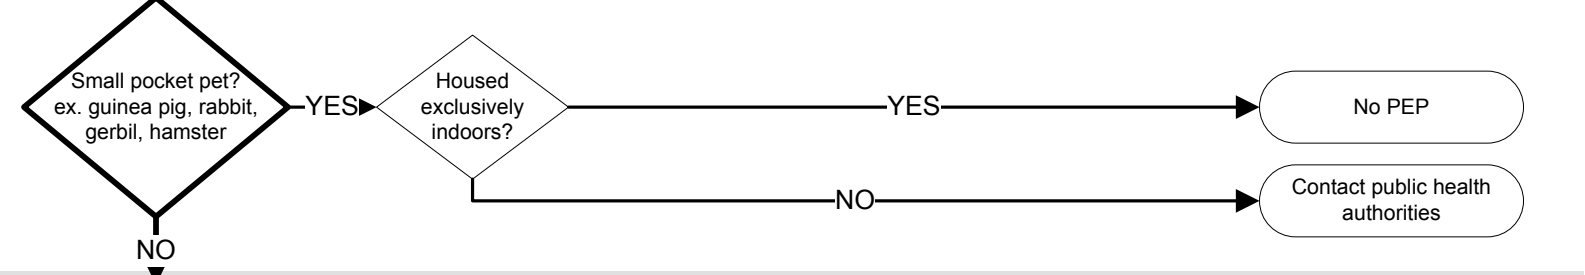 Small pocket pet?
ex. guinea pig, rabbit,
gerbil, hamster
YES
Housed
exclusively
indoors?
YES
No PEP
NO
Contact public health
authorities
NO